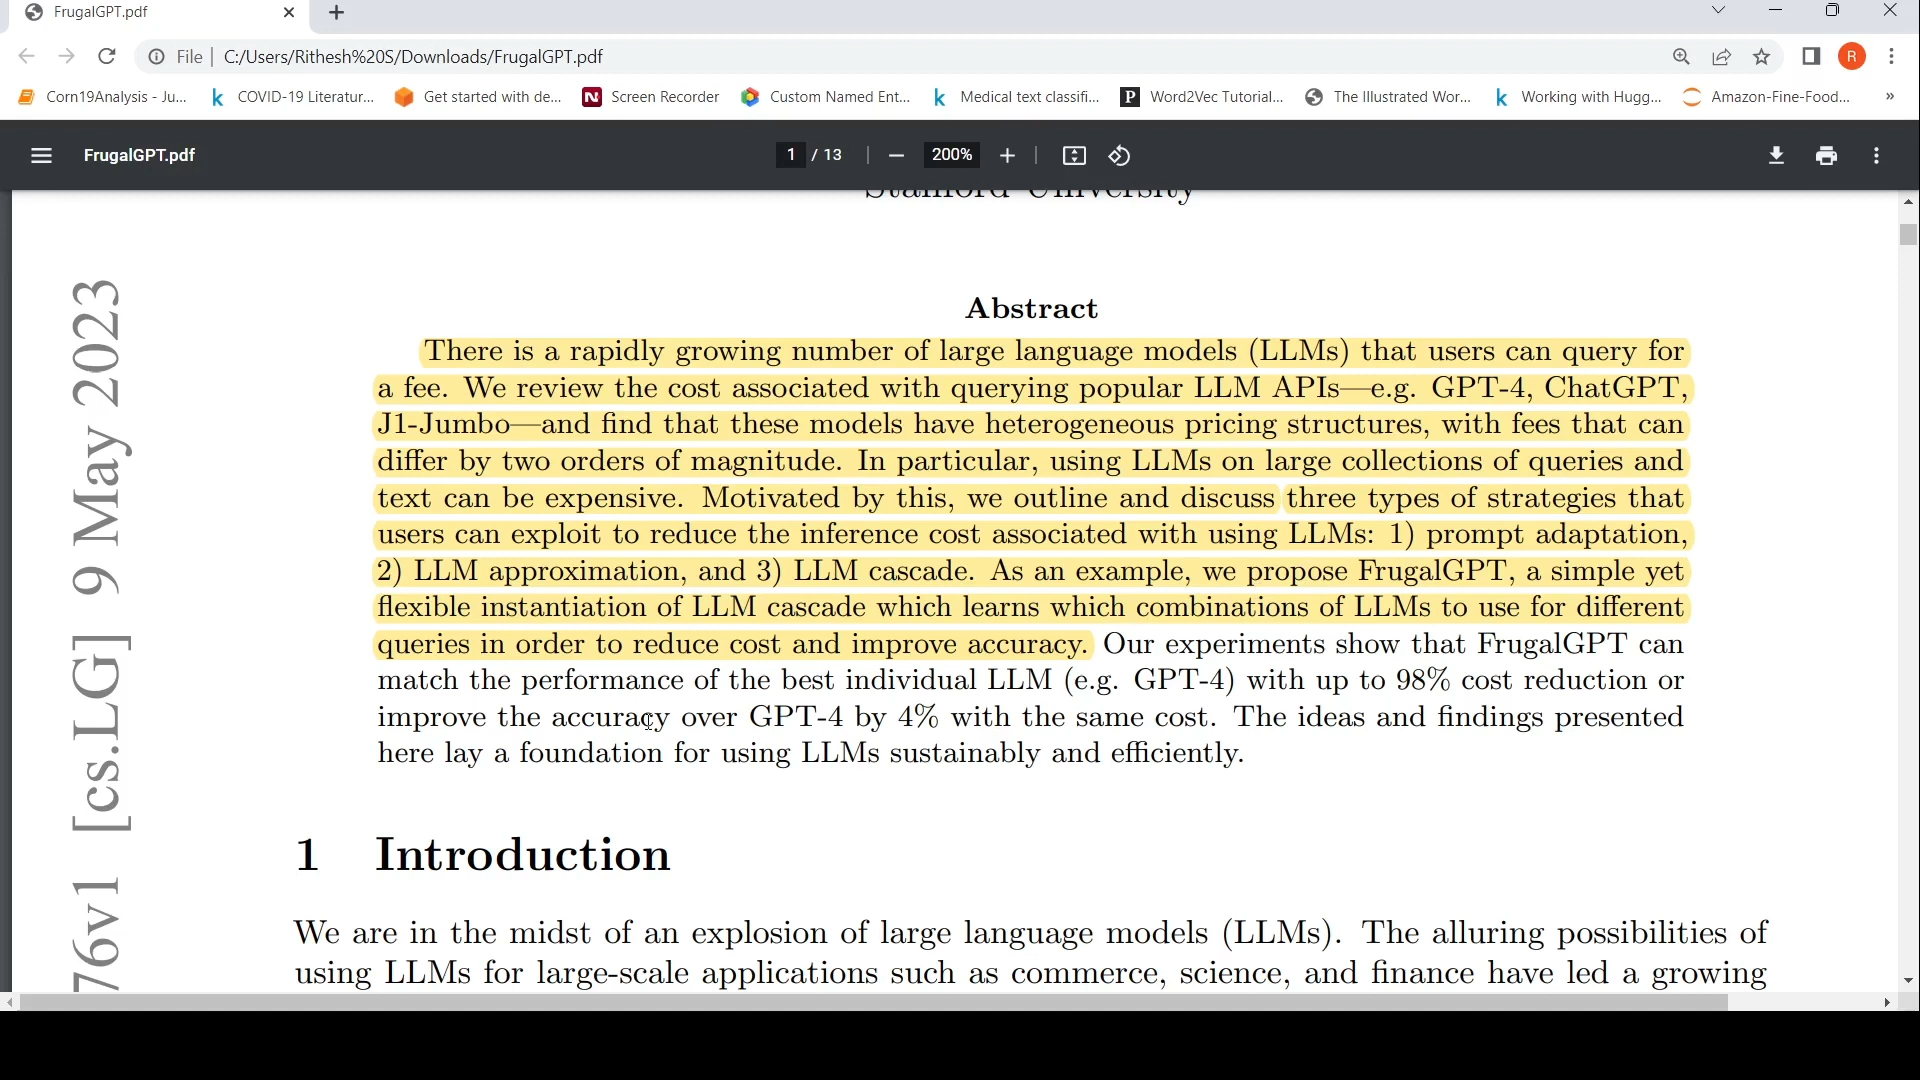 FrugalGPT.pdf
File | C:/Users/Rithesh%20S/Downloads/FrugalGPT.pdf
R
Corn19Analysis - Ju...
COVID-19 Literatur...
Get started with de...
Screen Recorder
Custom Named Ent...
Medical text classifi...
Word2Vec Tutorial...
The Illustrated Wor...
Working with Hugg...
Amazon-Fine-Food...
»
FrugalGPT.pdf
1 / 13
200%
Stanford University
Abstract
There is a rapidly growing number of large language models (LLMs) that users can query for
a fee. We review the cost associated with querying popular LLM APIs—e.g. GPT-4, ChatGPT,
J1-Jumbo—and find that these models have heterogeneous pricing structures, with fees that can
differ by two orders of magnitude. In particular, using LLMs on large collections of queries and
text can be expensive. Motivated by this, we outline and discuss three types of strategies that
users can exploit to reduce the inference cost associated with using LLMs: 1) prompt adaptation,
2) LLM approximation, and 3) LLM cascade. As an example, we propose FrugalGPT, a simple yet
flexible instantiation of LLM cascade which learns which combinations of LLMs to use for different
queries in order to reduce cost and improve accuracy. Our experiments show that FrugalGPT can
match the performance of the best individual LLM (e.g. GPT-4) with up to 98% cost reduction or
improve the accuracy over GPT-4 by 4% with the same cost. The ideas and findings presented
here lay a foundation for using LLMs sustainably and efficiently.
1 Introduction
We are in the midst of an explosion of large language models (LLMs). The alluring possibilities of
using LLMs for large-scale applications such as commerce, science, and finance have led a growing
76v1 [cs.LG] 9 May 2023